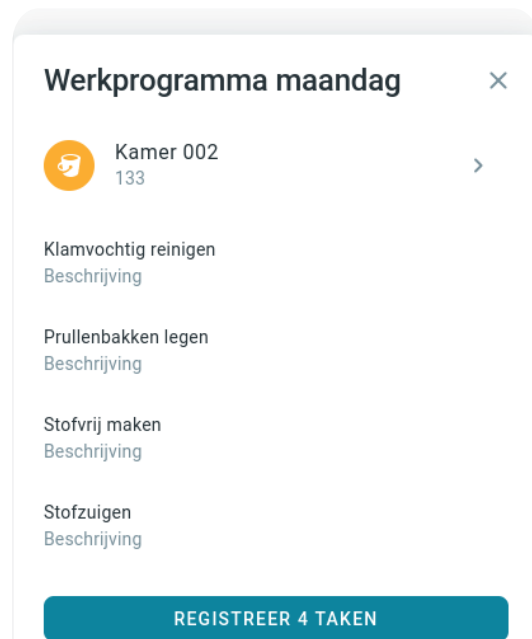 Werkprogramma maandag
Kamer 002
133
Klamvochtig reinigen
Beschrijving
Prullenbakken legen
Beschrijving
Stofvrij maken
Beschrijving
Stofzuigen
Beschrijving
REGISTREER 4 TAKEN